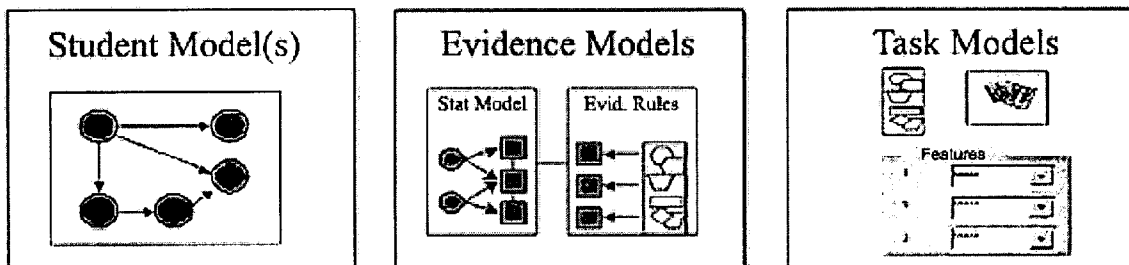 Student Model(s)
Evidence Models
Stat Model
Evid. Rules
Task Models
Features